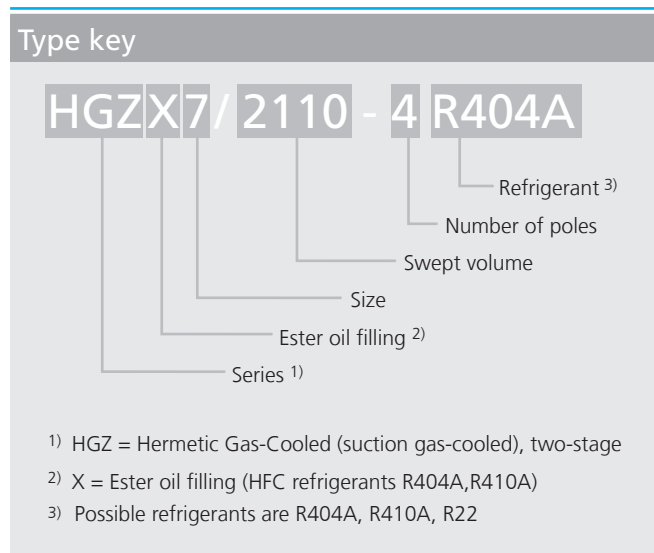 Type key
HGZX7/ 2110 - 4 R404A
Refrigerant 3)
Number of poles
Swept volume
Size
Ester oil filling 2)
Series 1)
1) HGZ = Hermetic Gas-Cooled (suction gas-cooled), two-stage
2) X = Ester oil filling (HFC refrigerants R404A,R410A)
3) Possible refrigerants are R404A, R410A, R22